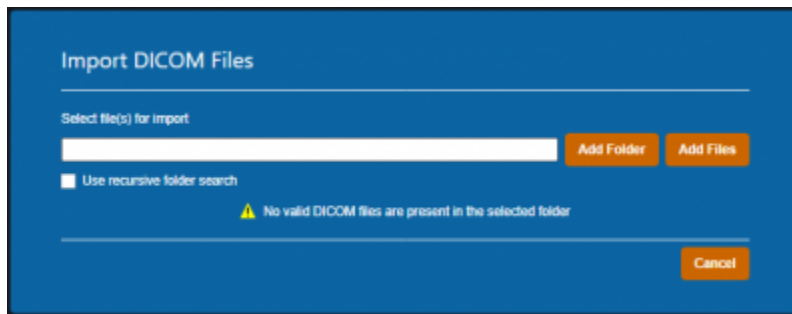 Import DICOM Files
Select file(s) for import
Add Folder
Add Files
Use recursive folder search
No valid DICOM files are present in the selected folder
Cancel